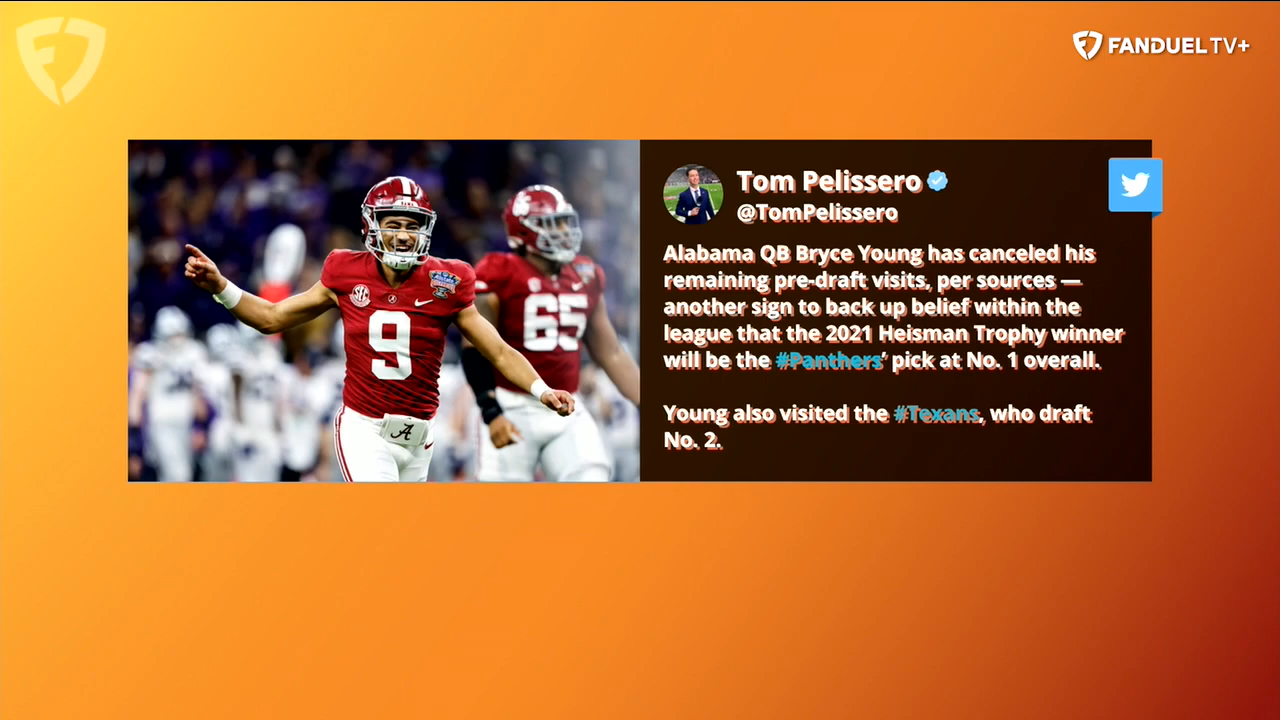 FANDUEL TV+
Tom Pelissero
@TomPelissero
Alabama QB Bryce Young has canceled his
remaining pre-draft visits, per sources —
another sign to back up belief within the
league that the 2021 Heisman Trophy winner
will be the #Panthers’ pick at No. 1 overall.
Young also visited the #Texans, who draft
No. 2.
SEC
9
65
A